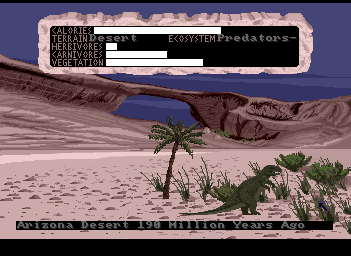 CALORIES
TERRAIN Desert ECOSYSTEM Predators-
HERBIVORES
CARNIVORES
VEGETATION
Arizona Desert 190 Million Years Ago